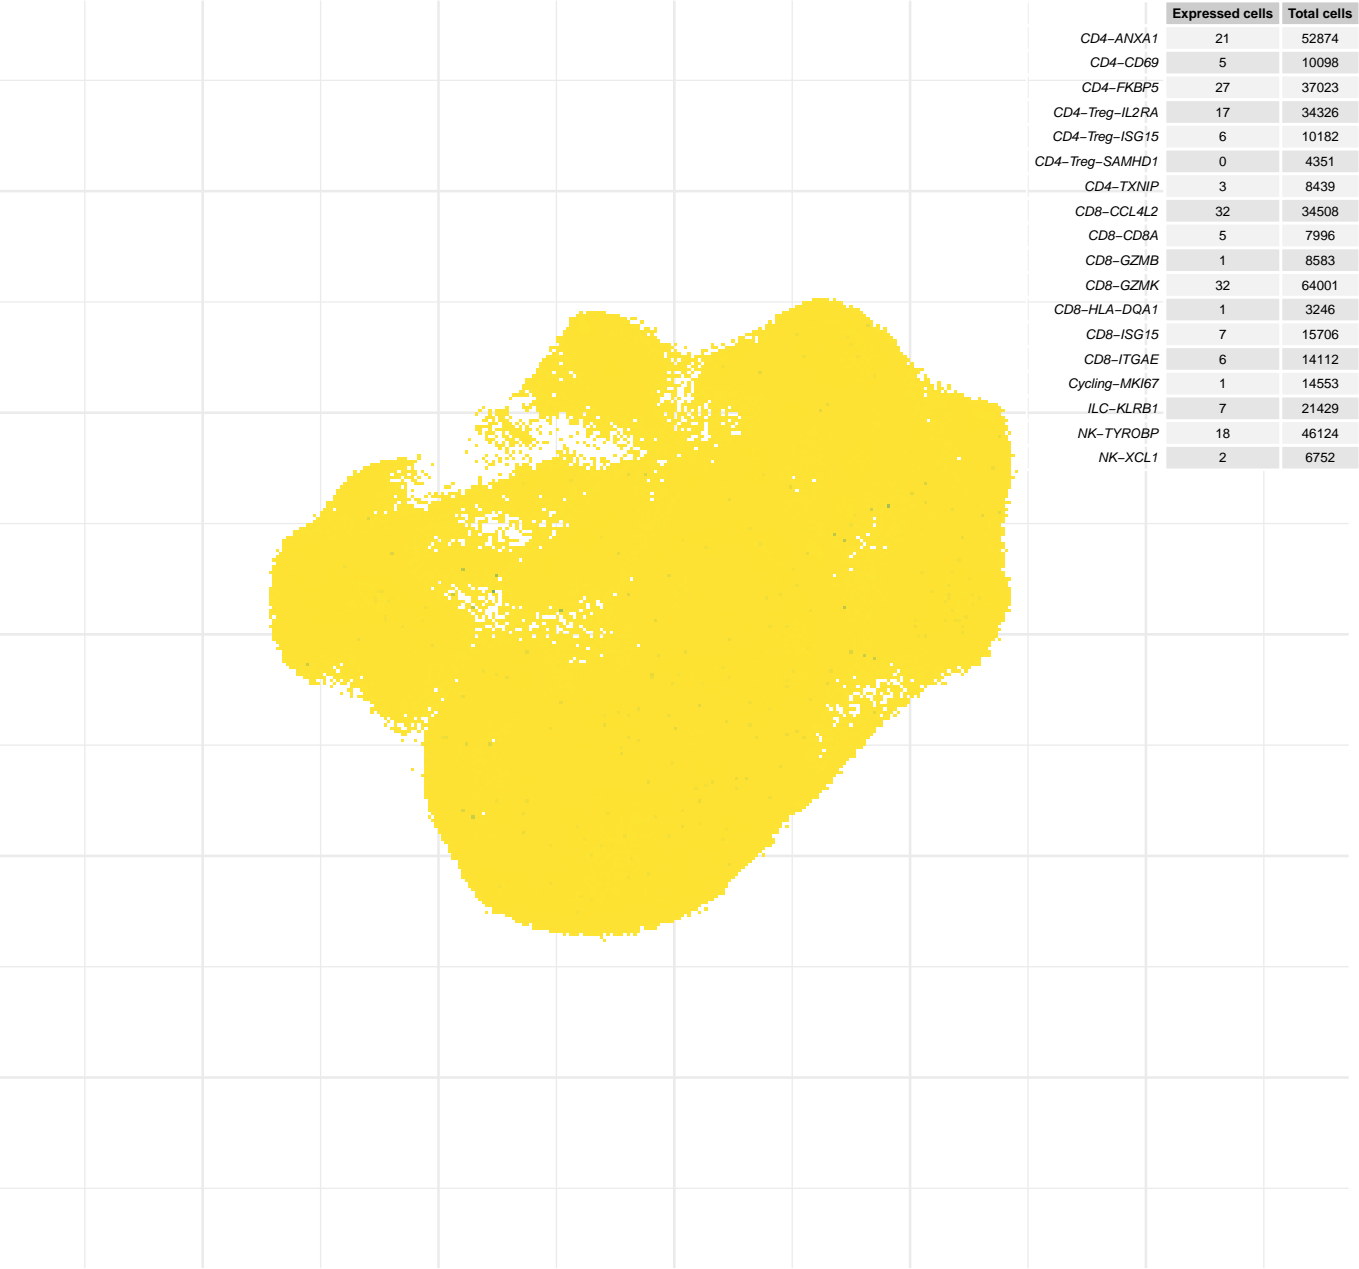 Expressed cells Total cells
CD4−ANXA1 21 52874
CD4−CD69 5 10098
CD4−FKBP5 27 37023
CD4−Treg−IL2RA 17 34326
CD4−Treg−ISG15 6 10182
CD4−Treg−SAMHD1 0 4351
CD4−TXNIP 3 8439
CD8−CCL4L2 32 34508
CD8−CD8A 5 7996
CD8−GZMB 1 8583
CD8−GZMK 32 64001
CD8−HLA−DQA1 1 3246
CD8−ISG15 7 15706
CD8−ITGAE 6 14112
Cycling−MKI67 1 14553
ILC−KLRB1 7 21429
NK−TYROBP 18 46124
NK−XCL1 2 6752